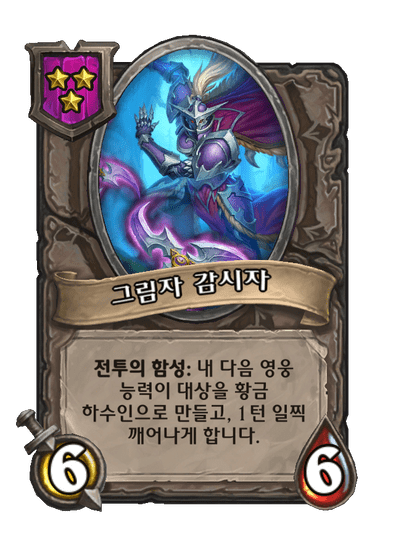 그림자 감시자
전투의 함성: 내 다음 영웅
능력이 대상을 황금
하수인으로 만들고, 1턴 일찍
깨어나게 합니다.
6
6